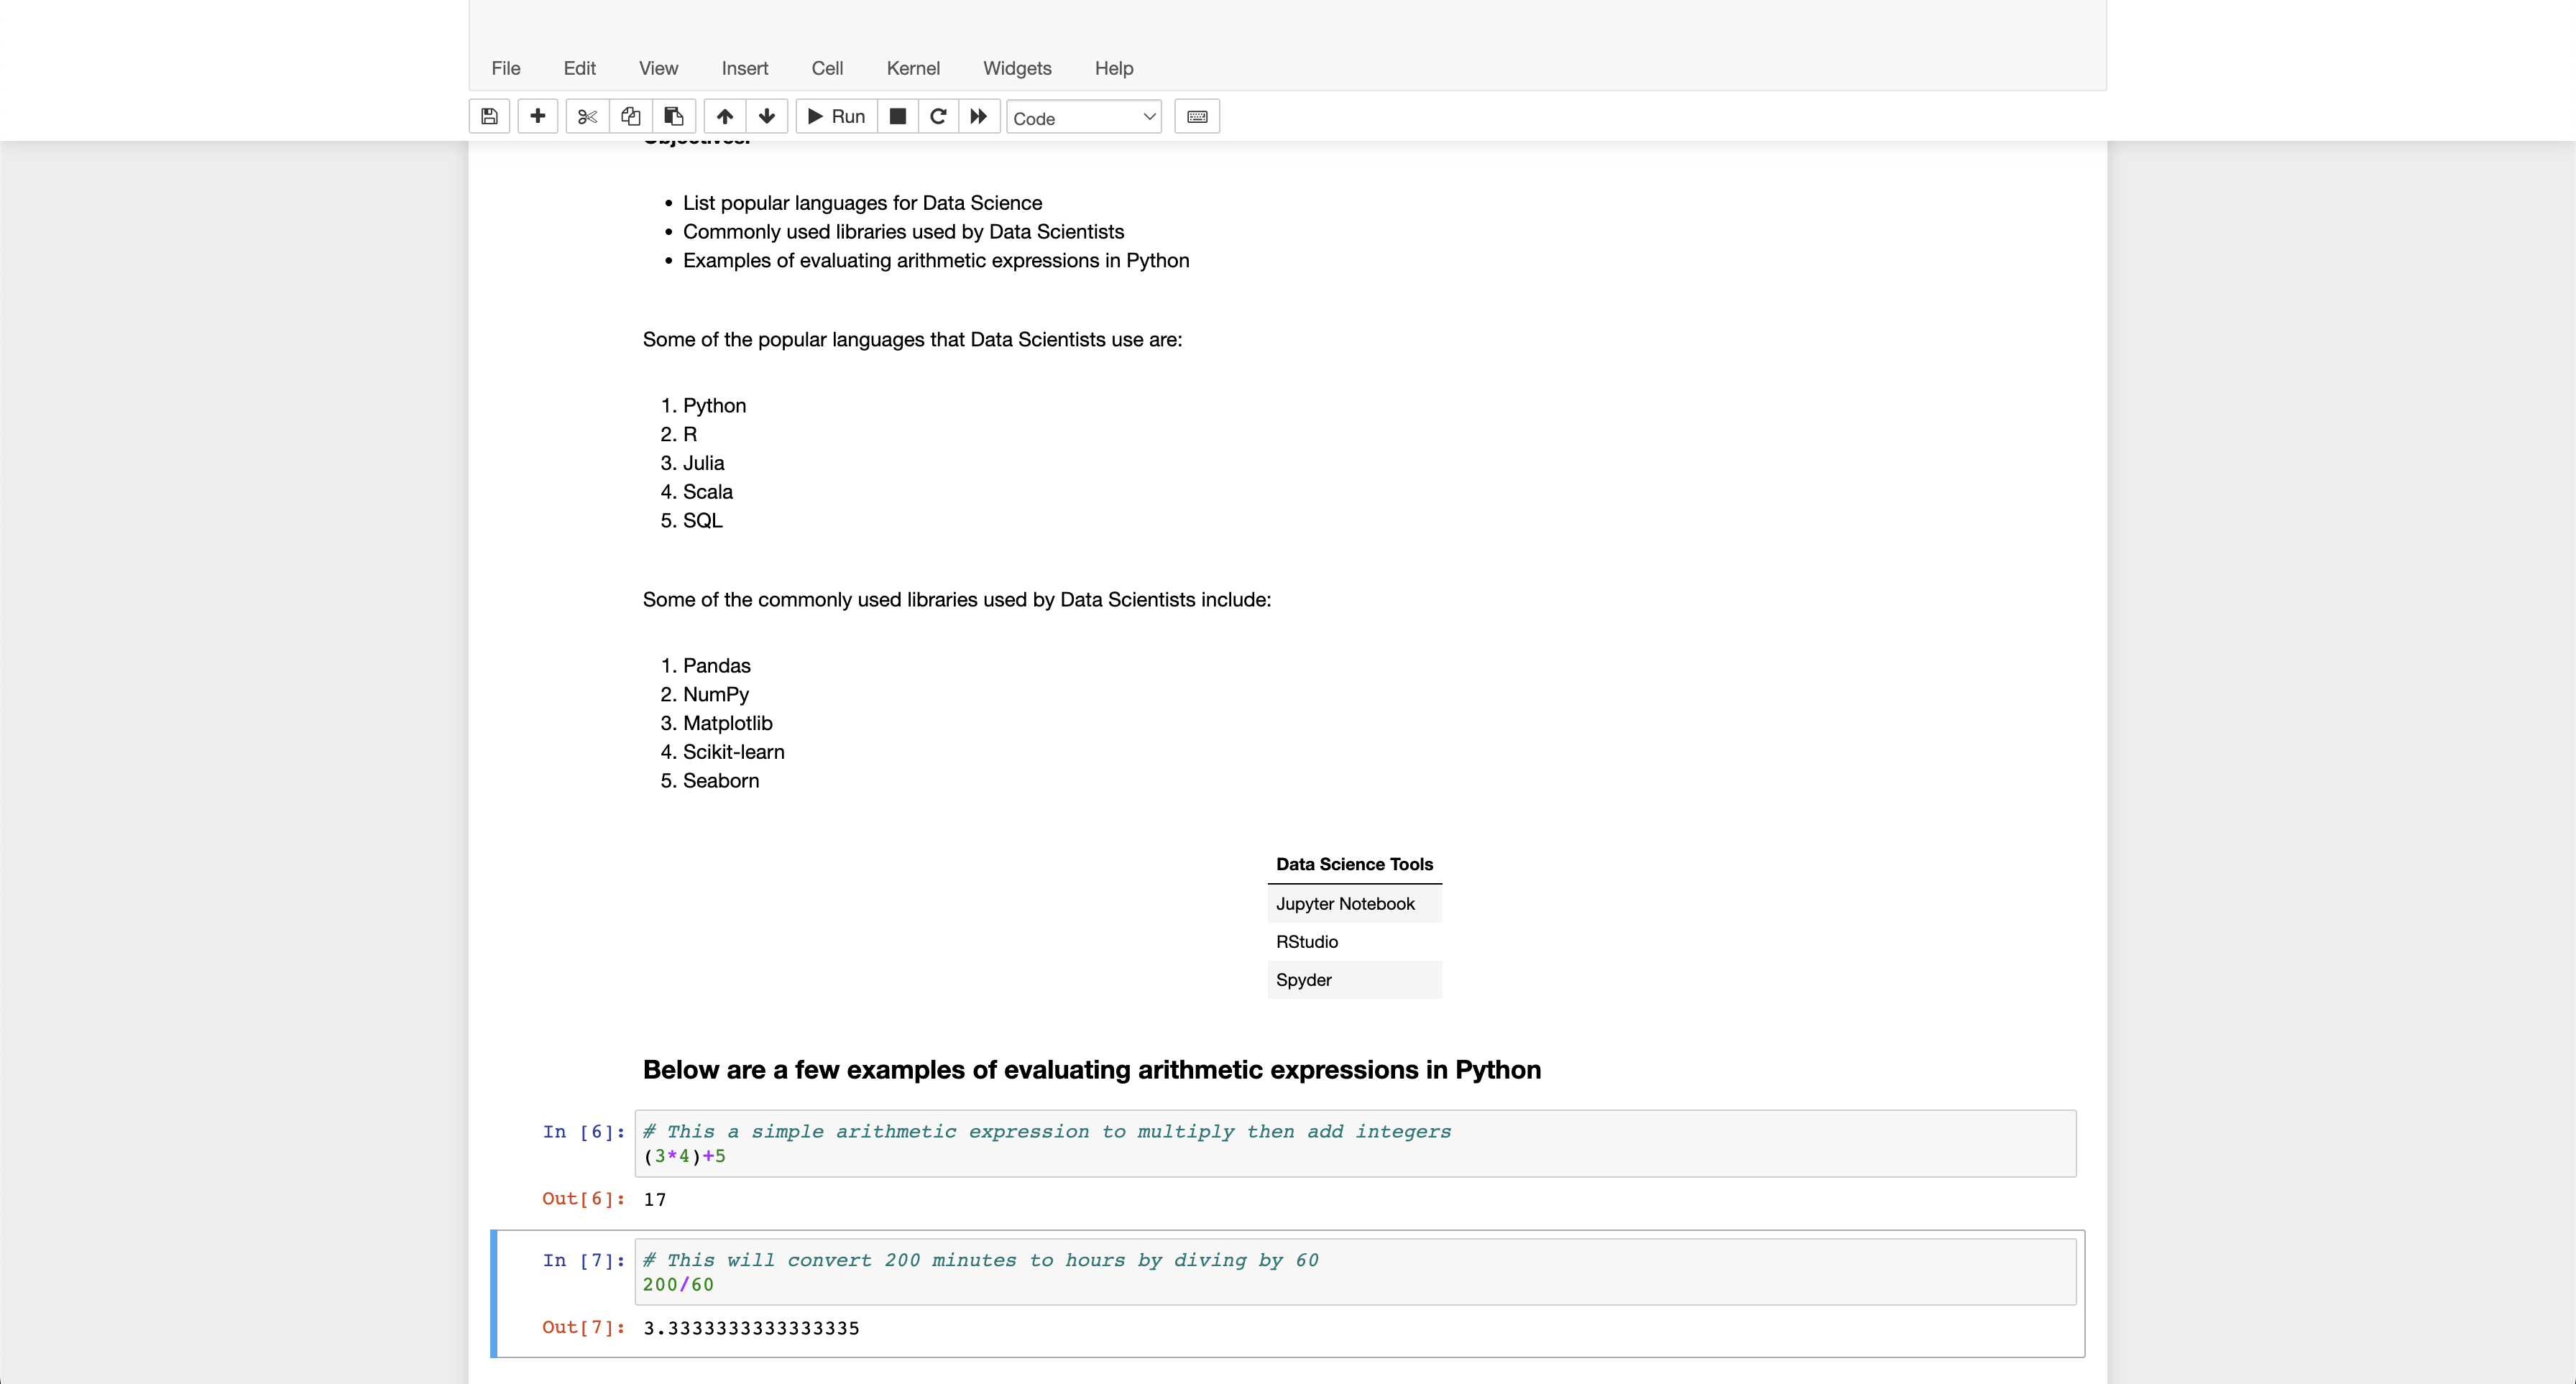 File Edit View Insert Cell Kernel Widgets Help
Run Code
Objectives:
• List popular languages for Data Science
• Commonly used libraries used by Data Scientists
• Examples of evaluating arithmetic expressions in Python
Some of the popular languages that Data Scientists use are:
1. Python
2. R
3. Julia
4. Scala
5. SQL
Some of the commonly used libraries used by Data Scientists include:
1. Pandas
2. NumPy
3. Matplotlib
4. Scikit-learn
5. Seaborn
Data Science Tools
Jupyter Notebook
RStudio
Spyder
Below are a few examples of evaluating arithmetic expressions in Python
In [6]: # This a simple arithmetic expression to multiply then add integers
(3*4)+5
Out[6]: 17
In [7]: # This will convert 200 minutes to hours by diving by 60
200/60
Out[7]: 3.3333333333333335